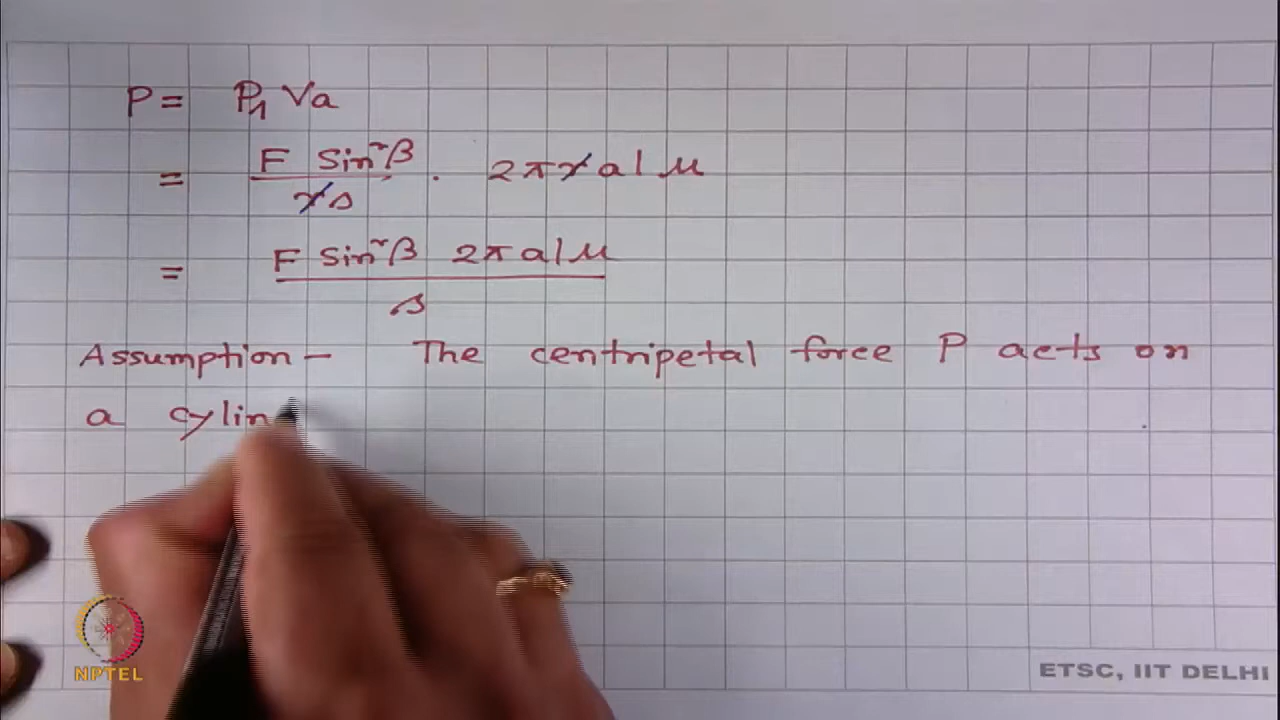 P = P₁ Va
= F Sin²β / r s . 2π r a l μ
= F Sin²β 2π a l μ / s
Assumption – The centripetal force P acts on
a cylin
NPTEL
ETSC, IIT DELHI